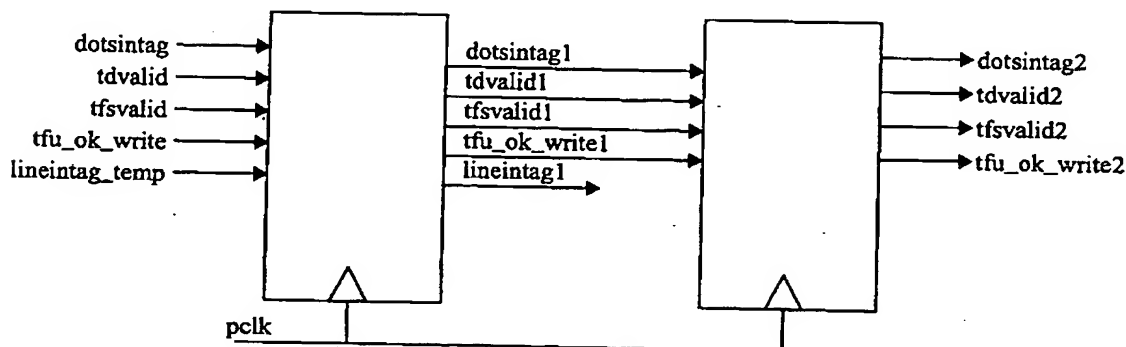 dotsintag
tdvalid
tfsvalid
tfu_ok_write
lineintag_temp
dotsintag1
tdvalid1
tfsvalid1
tfu_ok_write1
lineintag1
dotsintag2
tdvalid2
tfsvalid2
tfu_ok_write2
pclk